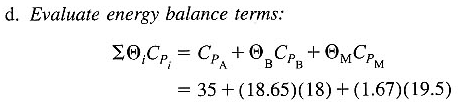 d. Evaluate energy balance terms:
ΣΘ_iC_{P_i} = C_{P_A} + Θ_BC_{P_B} + Θ_MC_{P_M}
= 35 + (18.65)(18) + (1.67)(19.5)